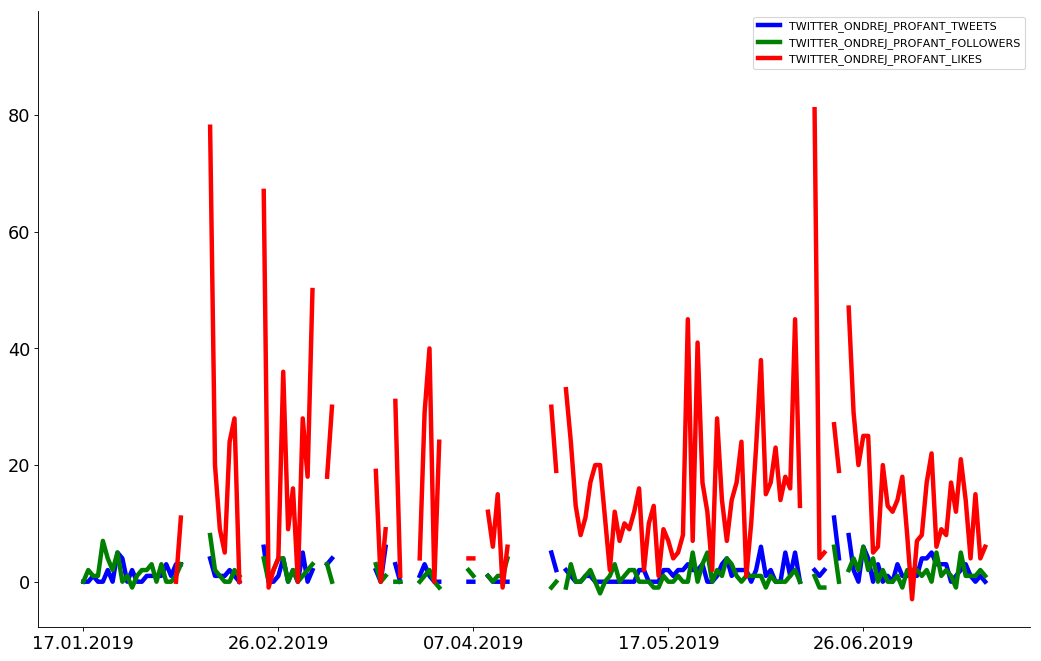 TWITTER_ONDREJ_PROFANT_TWEETS
TWITTER_ONDREJ_PROFANT_FOLLOWERS
TWITTER_ONDREJ_PROFANT_LIKES
80
60
40
20
0
17.01.2019 26.02.2019 07.04.2019 17.05.2019 26.06.2019